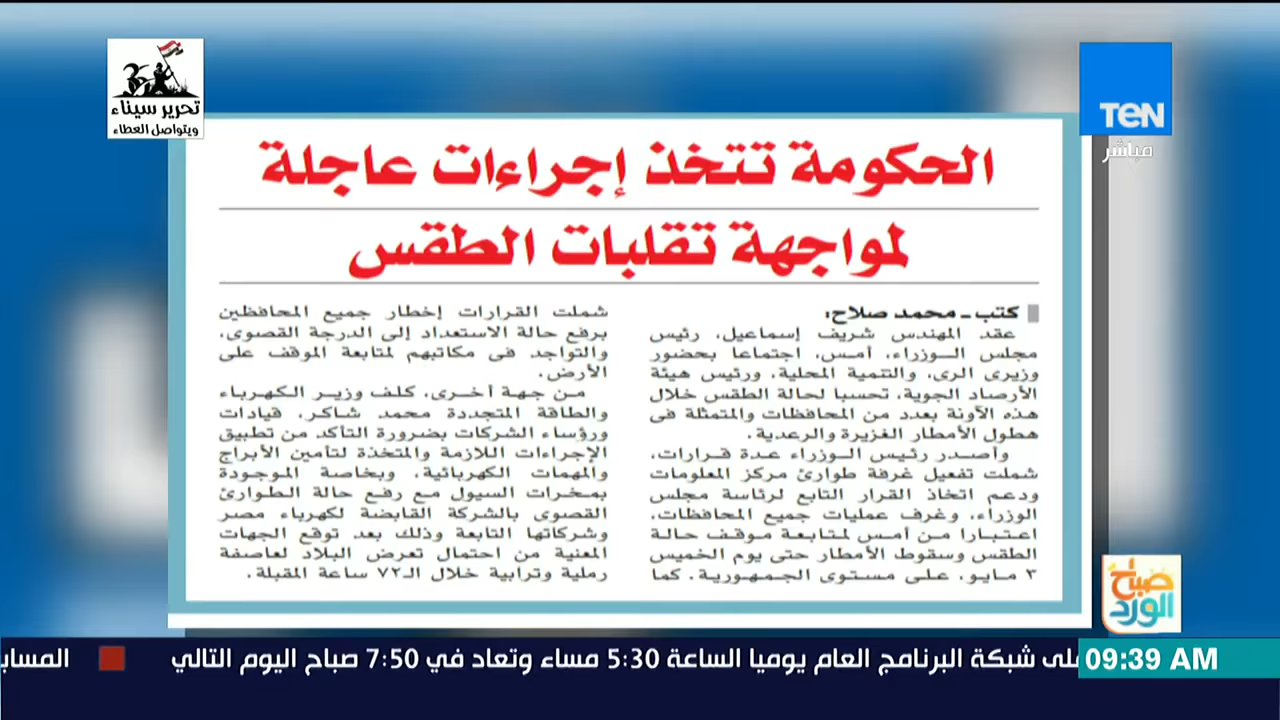 36
تحرير سيناء
ويتواصل العطاء
TEN
مباشر
الحكومة تتخذ إجراءات عاجلة
لمواجهة تقلبات الطقس
كتب ـ محمد صلاح:
عقد المهندس شريف إسماعيل، رئيس
مجلس الوزراء، أمس، اجتماعا بحضور
وزيرى الرى، والتنمية المحلية، ورئيس هيئة
الأرصاد الجوية، تحسبا لحالة الطقس خلال
هذه الآونة بعدد من المحافظات والمتمثلة فى
هطول الأمطار الغزيرة والرعدية.
وأصدر رئيس الوزراء عدة قرارات،
شملت تفعيل غرفة طوارئ مركز المعلومات
ودعم اتخاذ القرار التابع لرئاسة مجلس
الوزراء، وغرف عمليات جميع المحافظات،
اعتبارا من أمس لمتابعة موقف حالة
الطقس وسقوط الأمطار حتى يوم الخميس
٣ مايو، على مستوى الجمهورية. كما
شملت القرارات إخطار جميع المحافظين
برفع حالة الاستعداد إلى الدرجة القصوى،
والتواجد فى مكاتبهم لمتابعة الموقف على
الأرض.
من جهة أخرى، كلف وزير الكهرباء
والطاقة المتجددة محمد شاكر، قيادات
ورؤساء الشركات بضرورة التأكد من تطبيق
الإجراءات اللازمة والمتخذة لتأمين الأبراج
والمهمات الكهربائية، وبخاصة الموجودة
بمخرات السيول مع رفع حالة الطوارئ
القصوى بالشركة القابضة لكهرباء مصر
وشركاتها التابعة وذلك بعد توقع الجهات
المعنية من احتمال تعرض البلاد لعاصفة
رملية وترابية خلال الـ٧٢ ساعة المقبلة.
صباح
الورد
على شبكة البرنامج العام يوميا الساعة 5:30 مساء وتعاد في 7:50 صباح اليوم التالي
09:39 AM